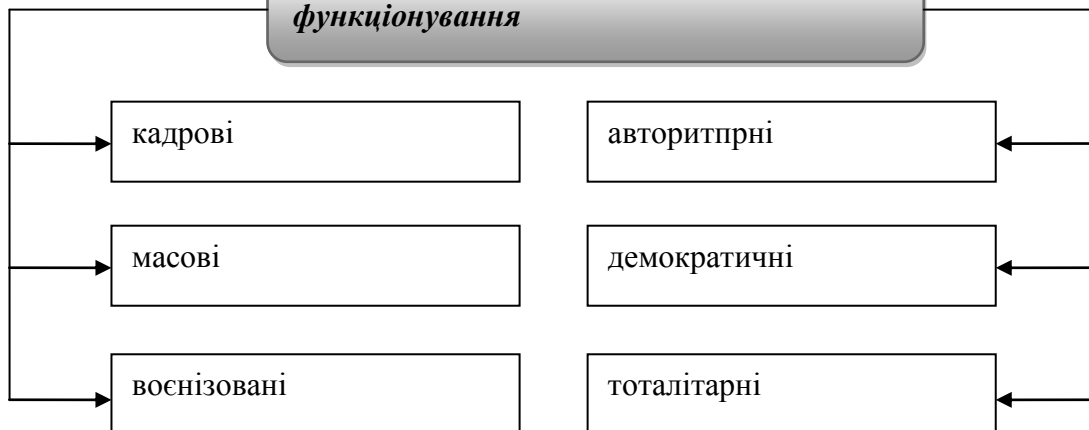 функціонування
кадрові
авторитпрні
масові
демократичні
воєнізовані
тоталітарні